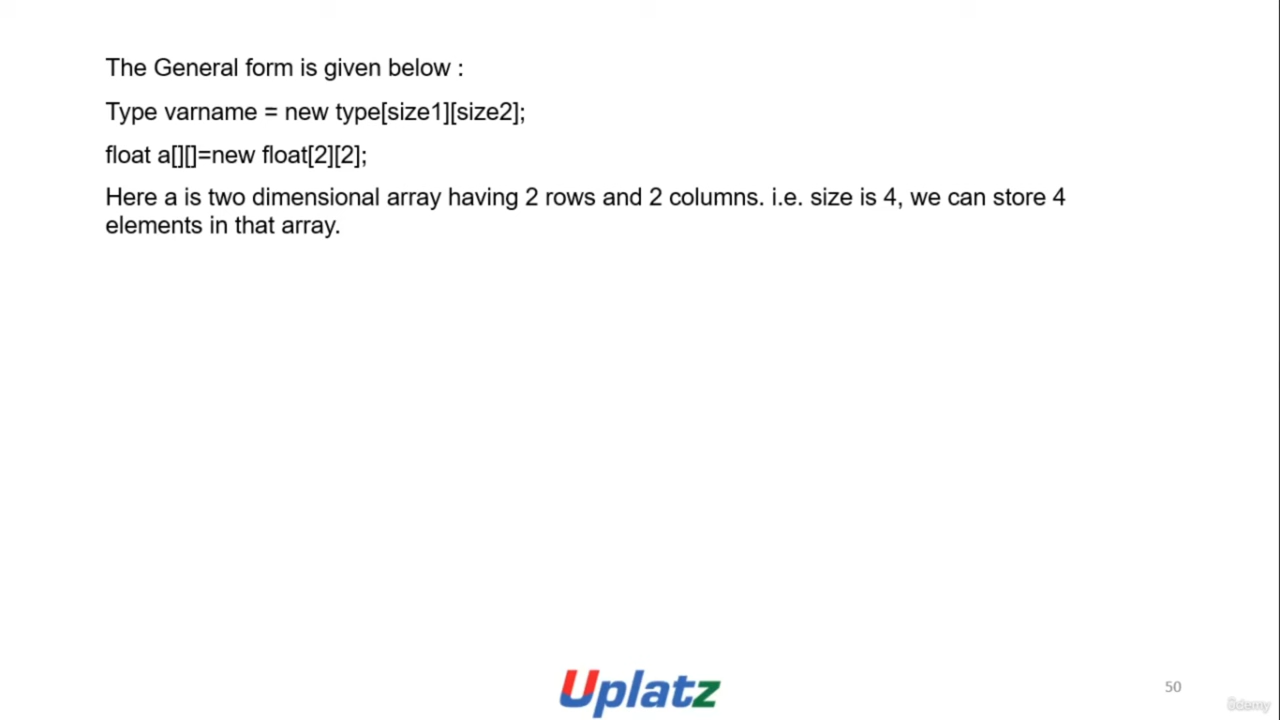 The General form is given below :
Type varname = new type[size1][size2];
float a[][]=new float[2][2];
Here a is two dimensional array having 2 rows and 2 columns. i.e. size is 4, we can store 4
elements in that array.
Uplatz
50
ûdemy